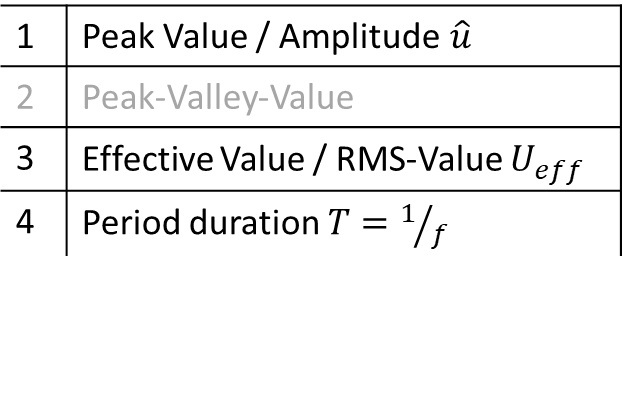 1 Peak Value / Amplitude û
2 Peak-Valley-Value
3 Effective Value / RMS-Value U_eff
4 Period duration T = 1/f